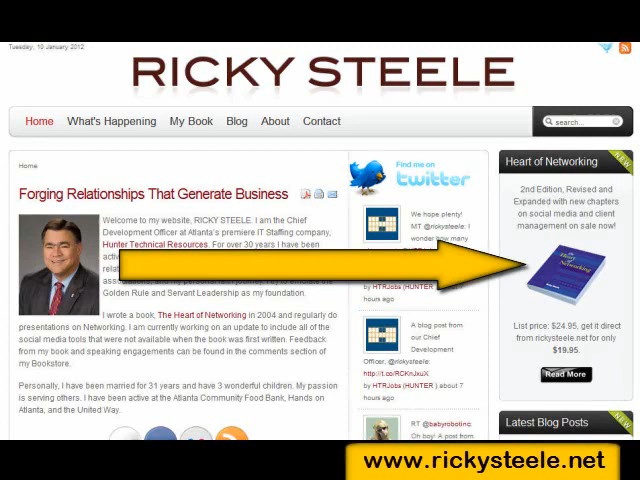 Tuesday, 10 January 2012
RICKY STEELE
Home What's Happening My Book Blog About Contact
search...
Home
Forging Relationships That Generate Business
Welcome to my website, RICKY STEELE. I am the Chief
Development Officer at Atlanta's premiere IT Staffing company,
Hunter Technical Resources. For over 30 years I have been
Golden Rule and Servant Leadership as my foundation.
I wrote a book, The Heart of Networking in 2004 and regularly do
presentations on Networking. I am currently working on an update to include all of the
social media tools that were not available when the book was first written. Feedback
from my book and speaking engagements can be found in the comments section of
my Bookstore.
Personally, I have been married for 31 years and have 3 wonderful children. My passion
is serving others. I have been active at the Atlanta Community Food Bank, Hands on
Atlanta, and the United Way.
Find me on
twitter
We hope plenty!
MT @rickysteele: I
wonder how many
by HTRJobs (HUNTER ) about 7
hours ago
A blog post from
our Chief
Development
Officer, @rickysteele:
http://t.co/RCKnJxuX
by HTRJobs (HUNTER ) about 7
hours ago
RT @babyrobotinc:
Oh boy! A post from
Heart of Networking
NEW
2nd Edition, Revised and
Expanded with new chapters
on social media and client
management on sale now!
Heart of
Networking
List price: $24.95, get it direct
from rickysteele.net for only
$19.95.
Read More
Latest Blog Posts
NEW
www.rickysteele.net